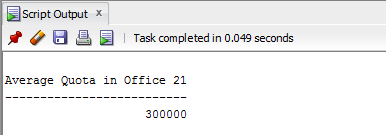 Script Output x
Task completed in 0.049 seconds
Average Quota in Office 21
--------------------------
300000